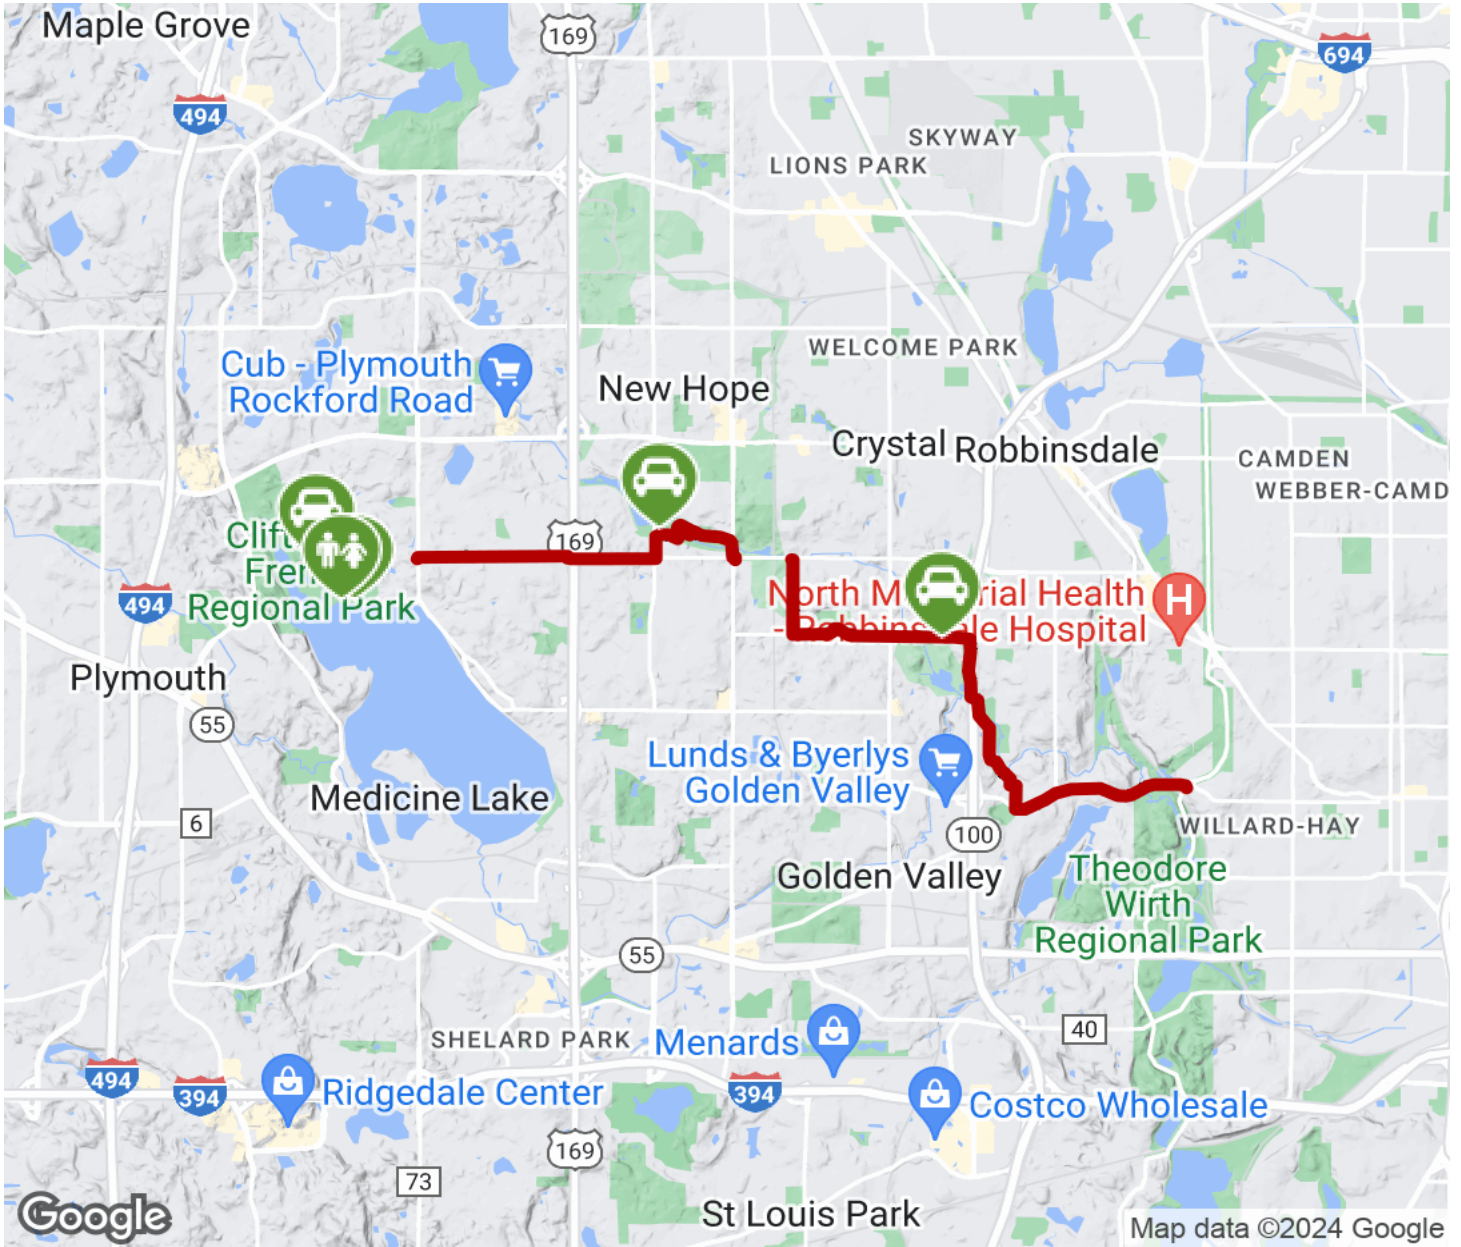 Maple Grove
169
694
494
SKYWAY
LIONS PARK
WELCOME PARK
Cub - Plymouth
Rockford Road
New Hope
Crystal
Robbinsdale
CAMDEN
WEBBER-CAMD
169
Regional Park
494
North
Health
Hospital
H
Plymouth
55
Lunds & Byerlys
Golden Valley
Medicine Lake
6
100
WILLARD-HAY
Golden Valley
Theodore
Wirth
Regional Park
55
40
SHELARD PARK
Menards
494
394
Ridgedale Center
394
Costco Wholesale
169
73
St Louis Park
Google
Map data ©2024 Google